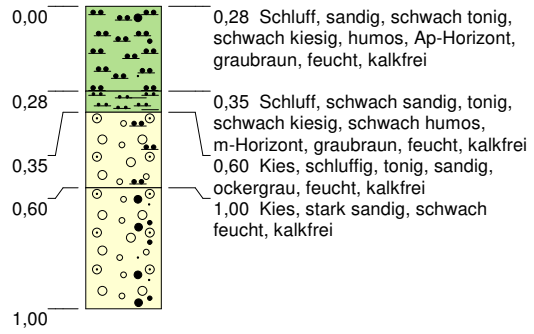 0,00
0,28 Schluff, sandig, schwach tonig,
schwach kiesig, humos, Ap-Horizont,
graubraun, feucht, kalkfrei
0,28
0,35 Schluff, schwach sandig, tonig,
schwach kiesig, schwach humos,
m-Horizont, graubraun, feucht, kalkfrei
0,35
0,60 Kies, schluffig, tonig, sandig,
ockergrau, feucht, kalkfrei
0,60
1,00 Kies, stark sandig, schwach
feucht, kalkfrei
1,00